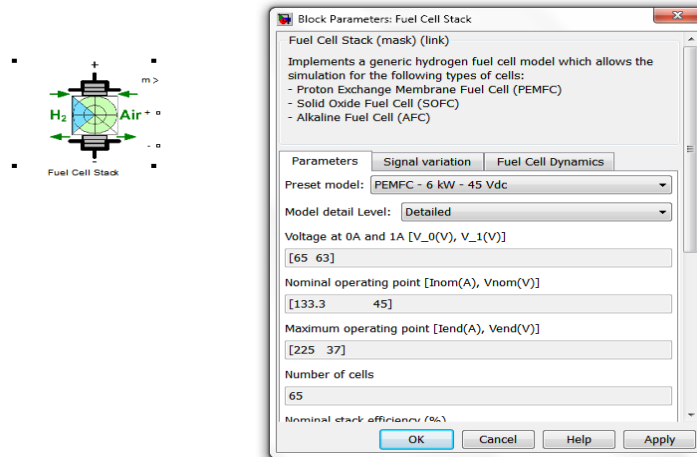 Block Parameters: Fuel Cell Stack
Fuel Cell Stack (mask) (link)
Implements a generic hydrogen fuel cell model which allows the
simulation for the following types of cells:
- Proton Exchange Membrane Fuel Cell (PEMFC)
- Solid Oxide Fuel Cell (SOFC)
- Alkaline Fuel Cell (AFC)
Parameters Signal variation Fuel Cell Dynamics
Preset model: PEMFC - 6 kW - 45 Vdc
Model detail Level: Detailed
Voltage at 0A and 1A [V_0(V), V_1(V)]
[65 63]
Nominal operating point [Inom(A), Vnom(V)]
[133.3 45]
Maximum operating point [Iend(A), Vend(V)]
[225 37]
Number of cells
65
Nominal stack efficiency (%)
OK Cancel Help Apply
+
m >
H2 Air +
-
-
Fuel Cell Stack